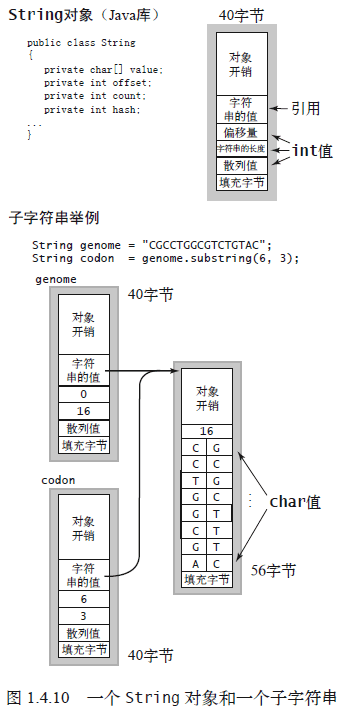 String对象（Java库）
40字节
public class String
{
private char[] value;
private int offset;
private int count;
private int hash;
...
}
对象
开销
字符
串的值
偏移量
字符串的长度
散列值
填充字节
引用
int值
子字符串举例
String genome = "CGCCTGGCGTCTGTAC";
String codon = genome.substring(6, 3);
genome
40字节
对象
开销
字符
串的值
0
16
散列值
填充字节
对象
开销
16
C G
C C
T G
G C
G T
C T
G T
A C
填充字节
⋮
char值
56字节
codon
对象
开销
字符
串的值
6
3
散列值
填充字节
40字节
图 1.4.10 一个 String 对象和一个子字符串